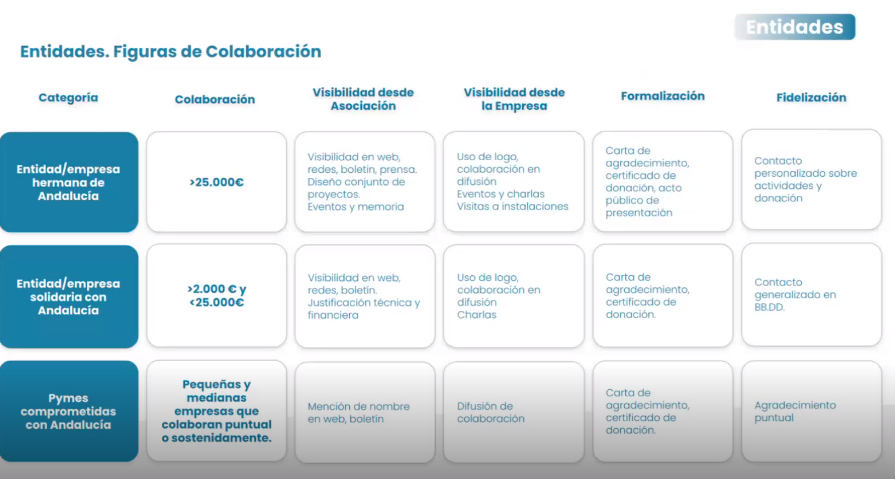 Entidades
Entidades. Figuras de Colaboración
Categoría
Colaboración
Visibilidad desde
Asociación
Visibilidad desde
la Empresa
Formalización
Fidelización
Entidad/empresa
hermana de
Andalucía
>25.000€
Visibilidad en web,
redes, boletin, prensa.
Diseño conjunto de
proyectos.
Eventos y memoria
Uso de logo,
colaboración en
difusión
Eventos y charlas
Visitas a instalaciones
Carta de
agradecimiento,
certificado de
donación, acto
público de
presentación
Contacto
personalizado sobre
actividades y
donación
Entidad/empresa
solidaria con
Andalucía
>2.000 € y
<25.000€
Visibilidad en web,
redes, boletín.
Justificación técnica y
financiera
Uso de logo,
colaboración en
difusión
Charlas
Carta de
agradecimiento,
certificado de
donación.
Contacto
generalizado en
BB.DD.
Pymes
comprometidas
con Andalucía
Pequeñas y
medianas
empresas que
colaboran puntual
o sostenidamente.
Mención de nombre
en web, boletín
Difusión de
colaboración
Carta de
agradecimiento,
certificado de
donación.
Agradecimiento
puntual